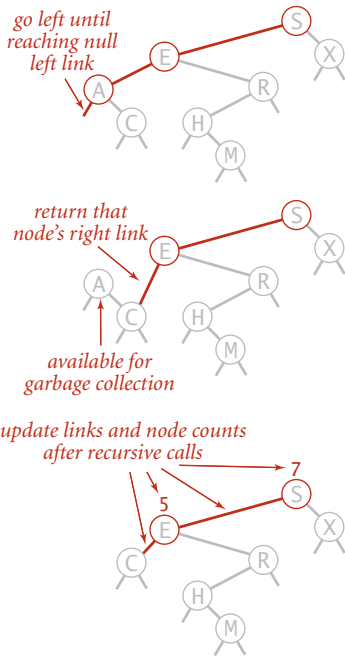 go left until
reaching null
left link
S
E
X
A
R
C
H
M
return that
node's right link
S
E
X
A
R
C
H
M
available for
garbage collection
update links and node counts
after recursive calls
7
5
S
E
X
C
R
H
M